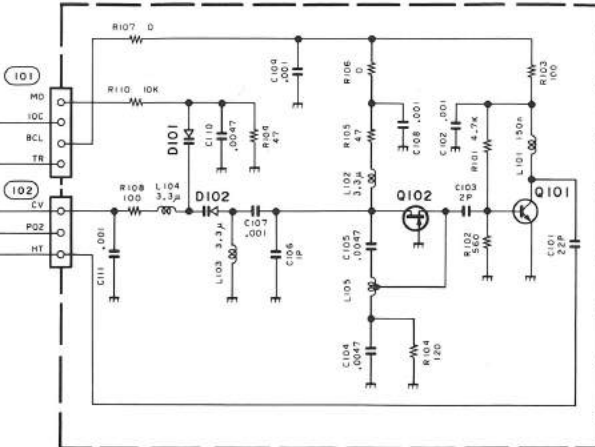 R107 0
101
MO
10C
BCL
TR
R110 10K
D101
C110
.0047
R109
47
C109
.001
R106
0
R105
47
C108 .001
C102 .001
R101 4.7K
R103
100
L101 150n
L102
3.3μ
Q102
C103
2P
Q101
102
CV
PO2
HT
R108
100
L104
3.3μ
D102
C111 .001
L103 3.3μ
C107
.001
C106
1P
C105
.0047
L105
R102
560
C101
22P
C104
.0047
R104
120